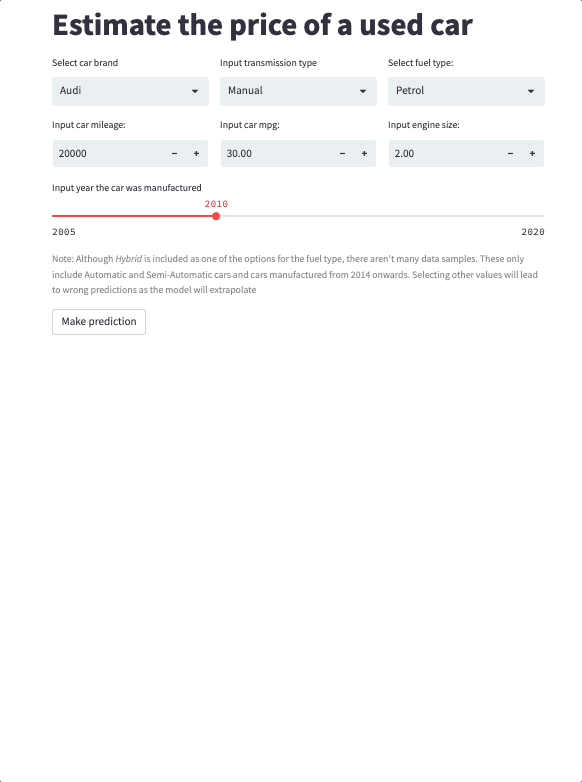 Estimate the price of a used car
Select car brand
Input transmission type
Select fuel type:
Audi
Manual
Petrol
Input car mileage:
Input car mpg:
Input engine size:
20000 − +
30.00 − +
2.00 − +
Input year the car was manufactured
2010
2005
2020
Note: Although Hybrid is included as one of the options for the fuel type, there aren't many data samples. These only
include Automatic and Semi-Automatic cars and cars manufactured from 2014 onwards. Selecting other values will lead
to wrong predictions as the model will extrapolate
Make prediction